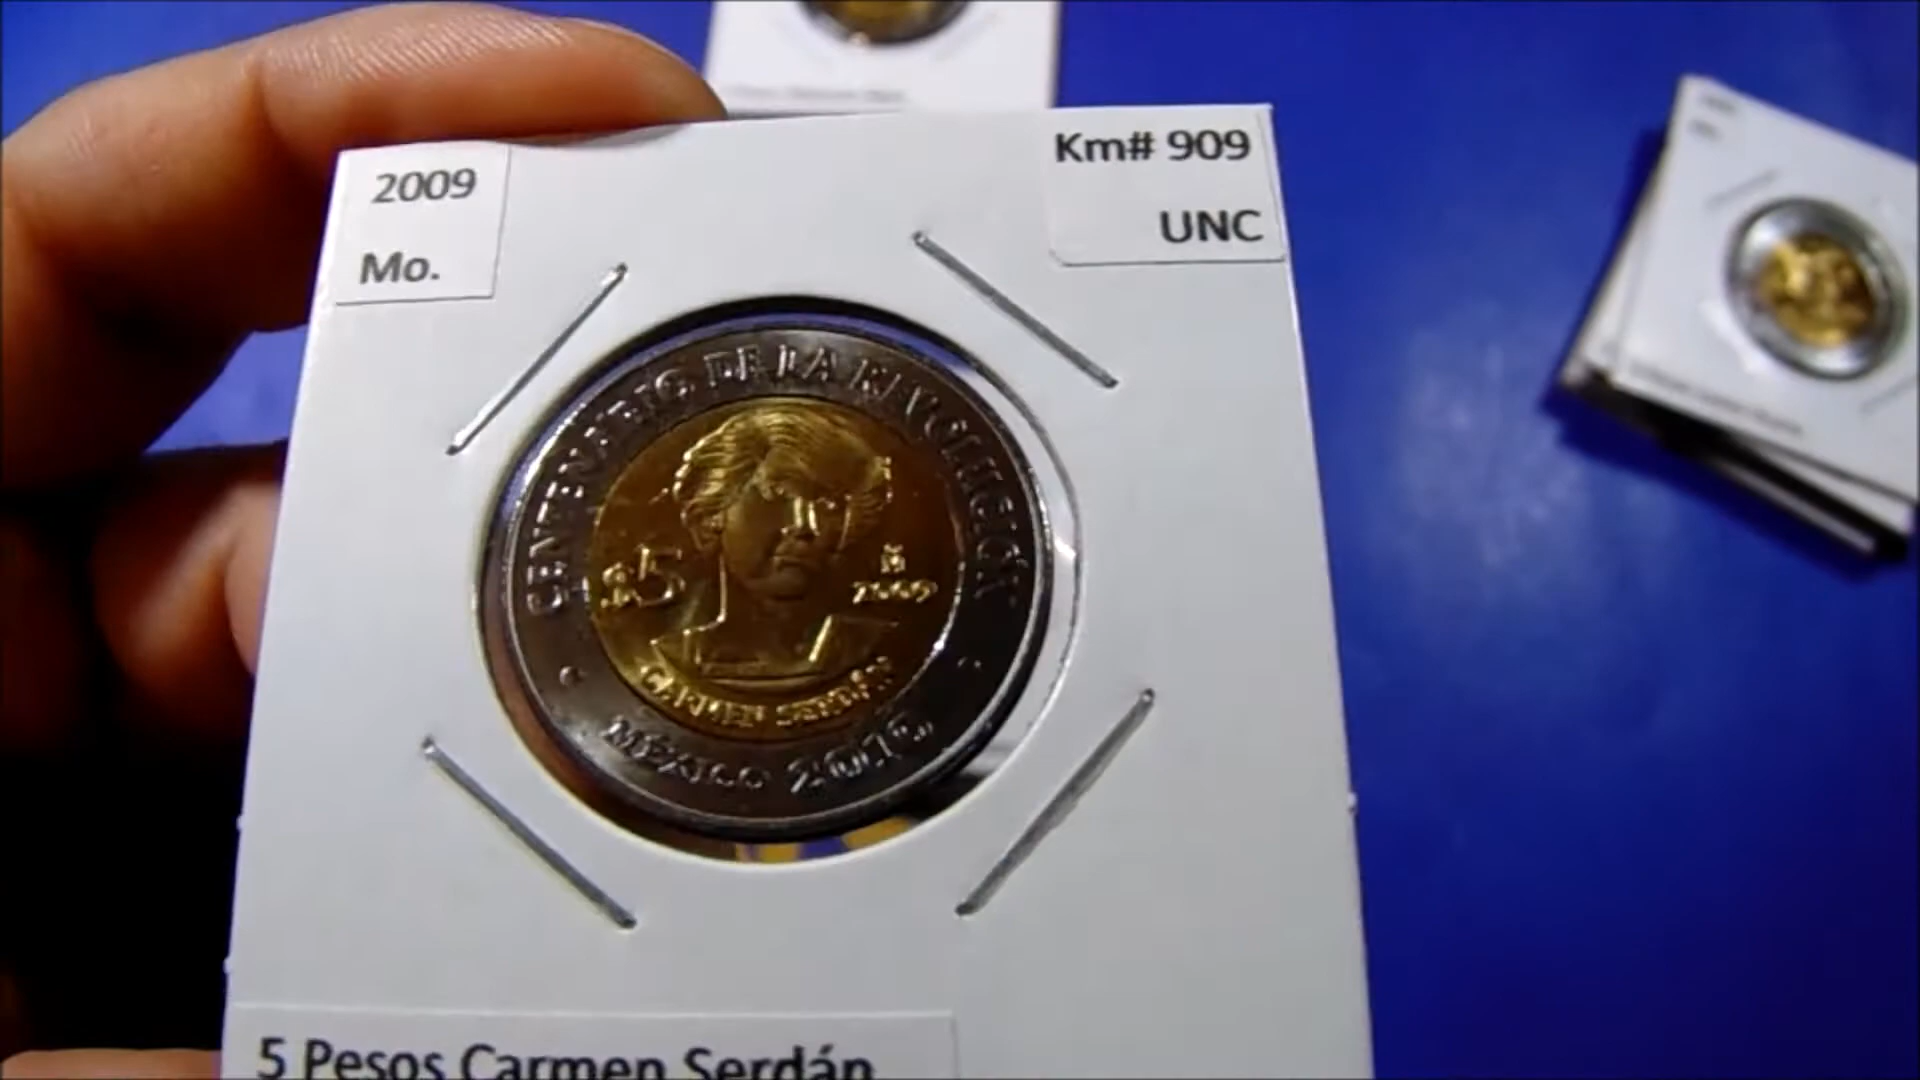 2009
Mo.
Km# 909
UNC
CENTENARIO DE LA REVOLUCIÓN
$5
M
2009
CARMEN SERDÁN
MÉXICO 2010
5 Pesos Carmen Serdán